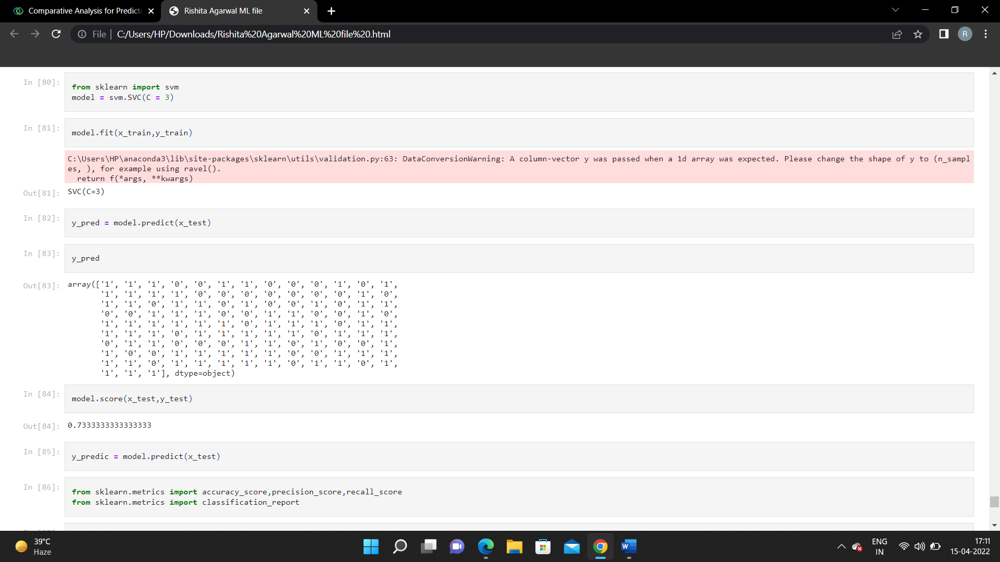 Comparative Analysis for Predicti
Rishita Agarwal ML file
File
C:/Users/HP/Downloads/Rishita%20Agarwal%20ML%20file%20.html
R
In [80]:
from sklearn import svm
model = svm.SVC(C = 3)
In [81]:
model.fit(x_train,y_train)
C:\Users\HP\anaconda3\lib\site-packages\sklearn\utils\validation.py:63: DataConversionWarning: A column-vector y was passed when a 1d array was expected. Please change the shape of y to (n_sampl
es, ), for example using ravel().
return f(*args, **kwargs)
Out[81]: SVC(C=3)
In [82]:
y_pred = model.predict(x_test)
In [83]:
y_pred
Out[83]: array(['1', '1', '1', '0', '0', '1', '1', '0', '0', '0', '1', '0', '1',
'1', '1', '1', '1', '0', '0', '0', '0', '0', '0', '0', '1', '0',
'1', '1', '0', '1', '1', '0', '1', '0', '0', '1', '0', '1', '1',
'0', '0', '1', '1', '1', '0', '0', '1', '1', '0', '0', '1', '0',
'1', '1', '1', '1', '1', '1', '0', '1', '1', '1', '0', '1', '1',
'1', '1', '1', '0', '1', '1', '1', '1', '1', '0', '1', '1', '1',
'0', '1', '1', '0', '0', '0', '1', '1', '0', '1', '0', '0', '1',
'1', '0', '0', '1', '1', '1', '1', '1', '0', '0', '1', '1', '1',
'1', '1', '0', '1', '1', '1', '1', '1', '0', '1', '1', '0', '1',
'1', '1', '1'], dtype=object)
In [84]:
model.score(x_test,y_test)
Out[84]: 0.7333333333333333
In [85]:
y_predic = model.predict(x_test)
In [86]:
from sklearn.metrics import accuracy_score,precision_score,recall_score
from sklearn.metrics import classification_report
39°C
Haze
W
ENG
IN
17:11
15-04-2022